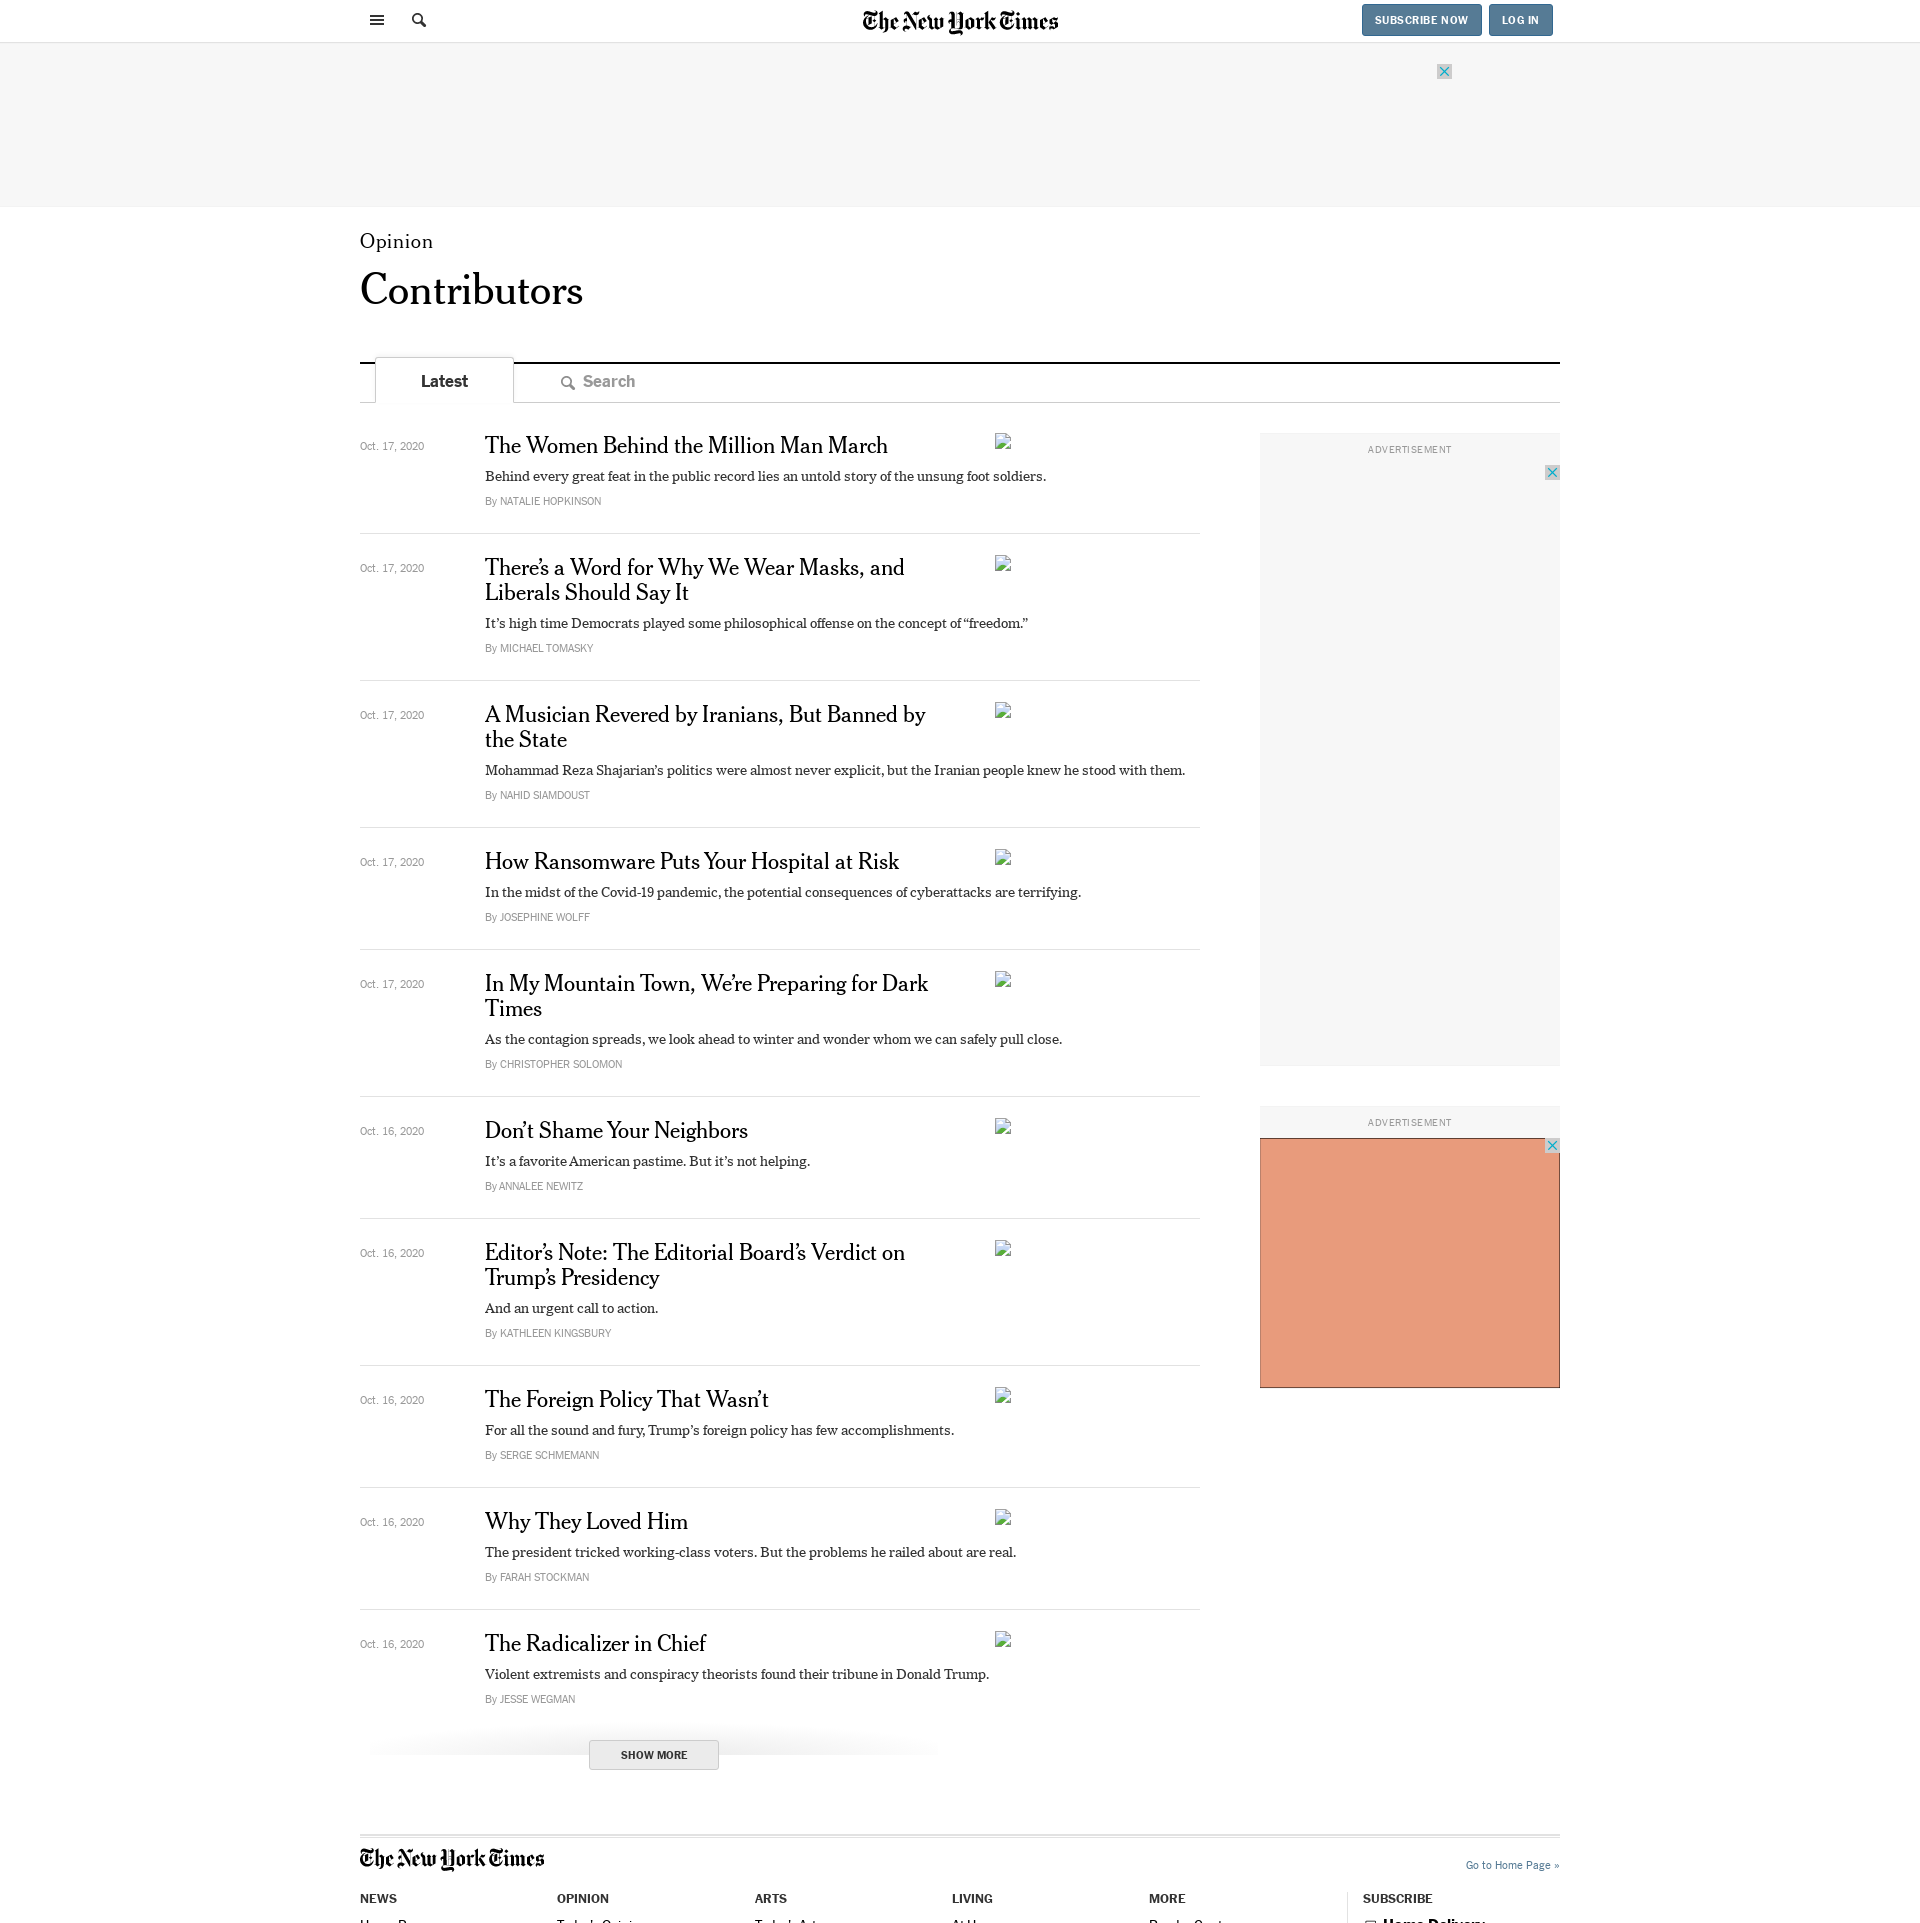 The New York Times
SUBSCRIBE NOW
LOG IN
Opinion
Contributors
Latest
Search
Oct. 17, 2020
The Women Behind the Million Man March
Behind every great feat in the public record lies an untold story of the unsung foot soldiers.
By NATALIE HOPKINSON
Oct. 17, 2020
There’s a Word for Why We Wear Masks, and
Liberals Should Say It
It’s high time Democrats played some philosophical offense on the concept of “freedom.”
By MICHAEL TOMASKY
Oct. 17, 2020
A Musician Revered by Iranians, But Banned by
the State
Mohammad Reza Shajarian’s politics were almost never explicit, but the Iranian people knew he stood with them.
By NAHID SIAMDOUST
Oct. 17, 2020
How Ransomware Puts Your Hospital at Risk
In the midst of the Covid-19 pandemic, the potential consequences of cyberattacks are terrifying.
By JOSEPHINE WOLFF
Oct. 17, 2020
In My Mountain Town, We’re Preparing for Dark
Times
As the contagion spreads, we look ahead to winter and wonder whom we can safely pull close.
By CHRISTOPHER SOLOMON
Oct. 16, 2020
Don’t Shame Your Neighbors
It’s a favorite American pastime. But it’s not helping.
By ANNALEE NEWITZ
Oct. 16, 2020
Editor’s Note: The Editorial Board’s Verdict on
Trump’s Presidency
And an urgent call to action.
By KATHLEEN KINGSBURY
Oct. 16, 2020
The Foreign Policy That Wasn’t
For all the sound and fury, Trump’s foreign policy has few accomplishments.
By SERGE SCHMEMANN
Oct. 16, 2020
Why They Loved Him
The president tricked working-class voters. But the problems he railed about are real.
By FARAH STOCKMAN
Oct. 16, 2020
The Radicalizer in Chief
Violent extremists and conspiracy theorists found their tribune in Donald Trump.
By JESSE WEGMAN
SHOW MORE
ADVERTISEMENT
ADVERTISEMENT
The New York Times
Go to Home Page »
NEWS
OPINION
ARTS
LIVING
MORE
SUBSCRIBE
Home Delivery